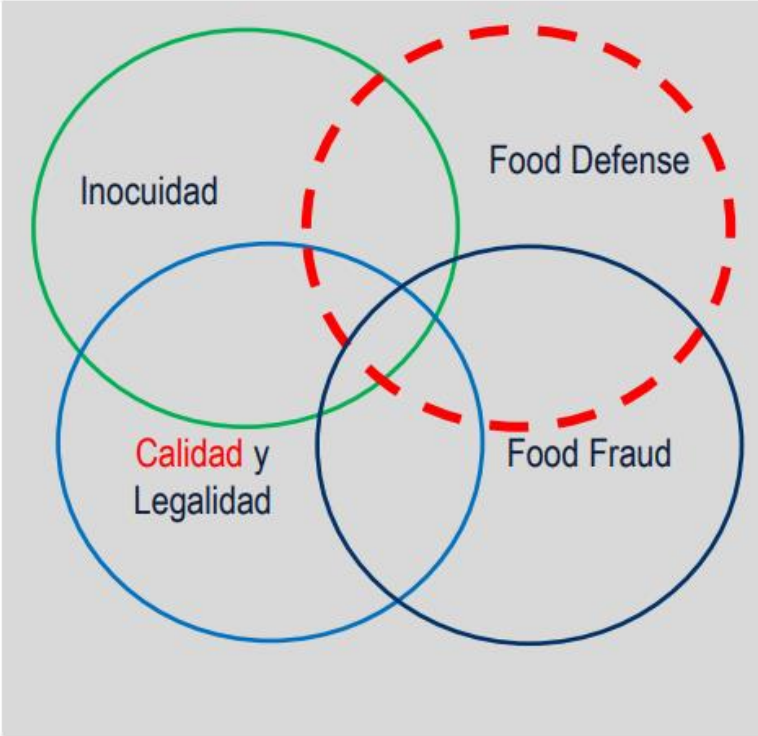 Inocuidad
Food Defense
Calidad y
Legalidad
Food Fraud